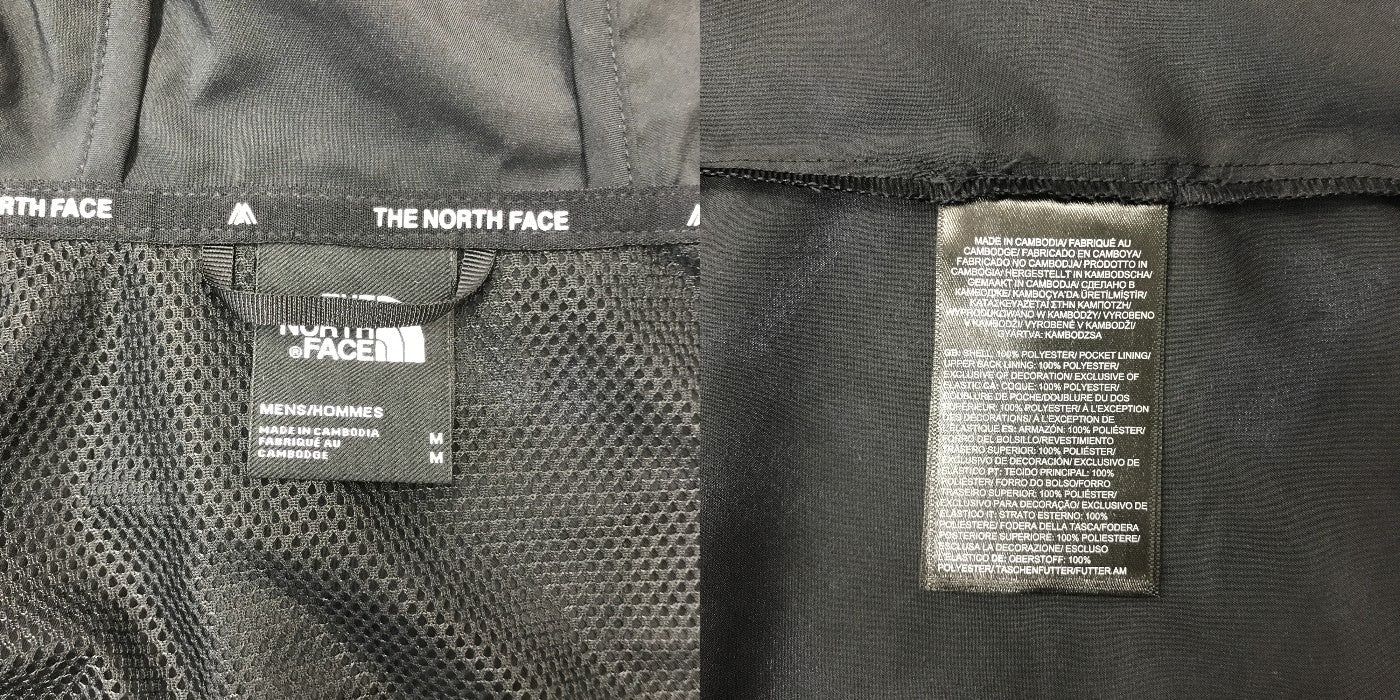 RTH FACE
THE NORTH FACE
THE
NORTH
®FACE
MENS/HOMMES
MADE IN CAMBODIA M
FABRIQUÉ AU
CAMBODGE M
MADE IN CAMBODIA/ FABRIQUÉ AU
CAMBODGE/ FABRICADO EN CAMBOYA/
FABRICADO NO CAMBODJA/ PRODOTTO IN
CAMBOGIA/ HERGESTELLT IN KAMBODSCHA/
GEMAAKT IN CAMBODJA/ СДЕЛАНО В
КАМБОДЖЕ/ KAMBOÇYA'DA ÜRETİLMİŞTİR/
ΚΑΤΑΣΚΕΥΑΖΕΤΑΙ ΣΤΗΝ ΚΑΜΠΟΤΖΗ/
WYPRODUKOWANO W KAMBODŻY/ VYROBENO
V KAMBODŽI/ VYROBENÉ V KAMBODŽI/
GYÁRTVA: KAMBODZSA
GB: SHELL: 100% POLYESTER/ POCKET LINING/
UPPER BACK LINING: 100% POLYESTER/
EXCLUSIVE OF DECORATION/ EXCLUSIVE OF
ELASTIC CA: COQUE: 100% POLYESTER/
DOUBLURE DE POCHE/DOUBLURE DU DOS
SUPÉRIEUR: 100% POLYESTER/ À L'EXCEPTION
DES DÉCORATIONS/ À L'EXCEPTION DE
L'ÉLASTIQUE ES: ARMAZÓN: 100% POLIÉSTER/
FORRO DEL BOLSILLO/REVESTIMIENTO
TRASERO SUPERIOR: 100% POLIÉSTER/
EXCLUSIVO DE DECORACIÓN/ EXCLUSIVO DE
ELÁSTICO PT: TECIDO PRINCIPAL: 100%
POLIÉSTER/ FORRO DO BOLSO/FORRO
TRASEIRO SUPERIOR: 100% POLIÉSTER/
EXCLUSIVO PARA DECORAÇÃO/ EXCLUSIVO DE
ELÁSTICO IT: STRATO ESTERNO: 100%
POLIESTERE/ FODERA DELLA TASCA/FODERA
POSTERIORE SUPERIORE: 100% POLIESTERE/
ESCLUSA LA DECORAZIONE/ ESCLUSO
L'ELASTICO DE: OBERSTOFF: 100%
POLYESTER/TASCHENFUTTER/FUTTER AM